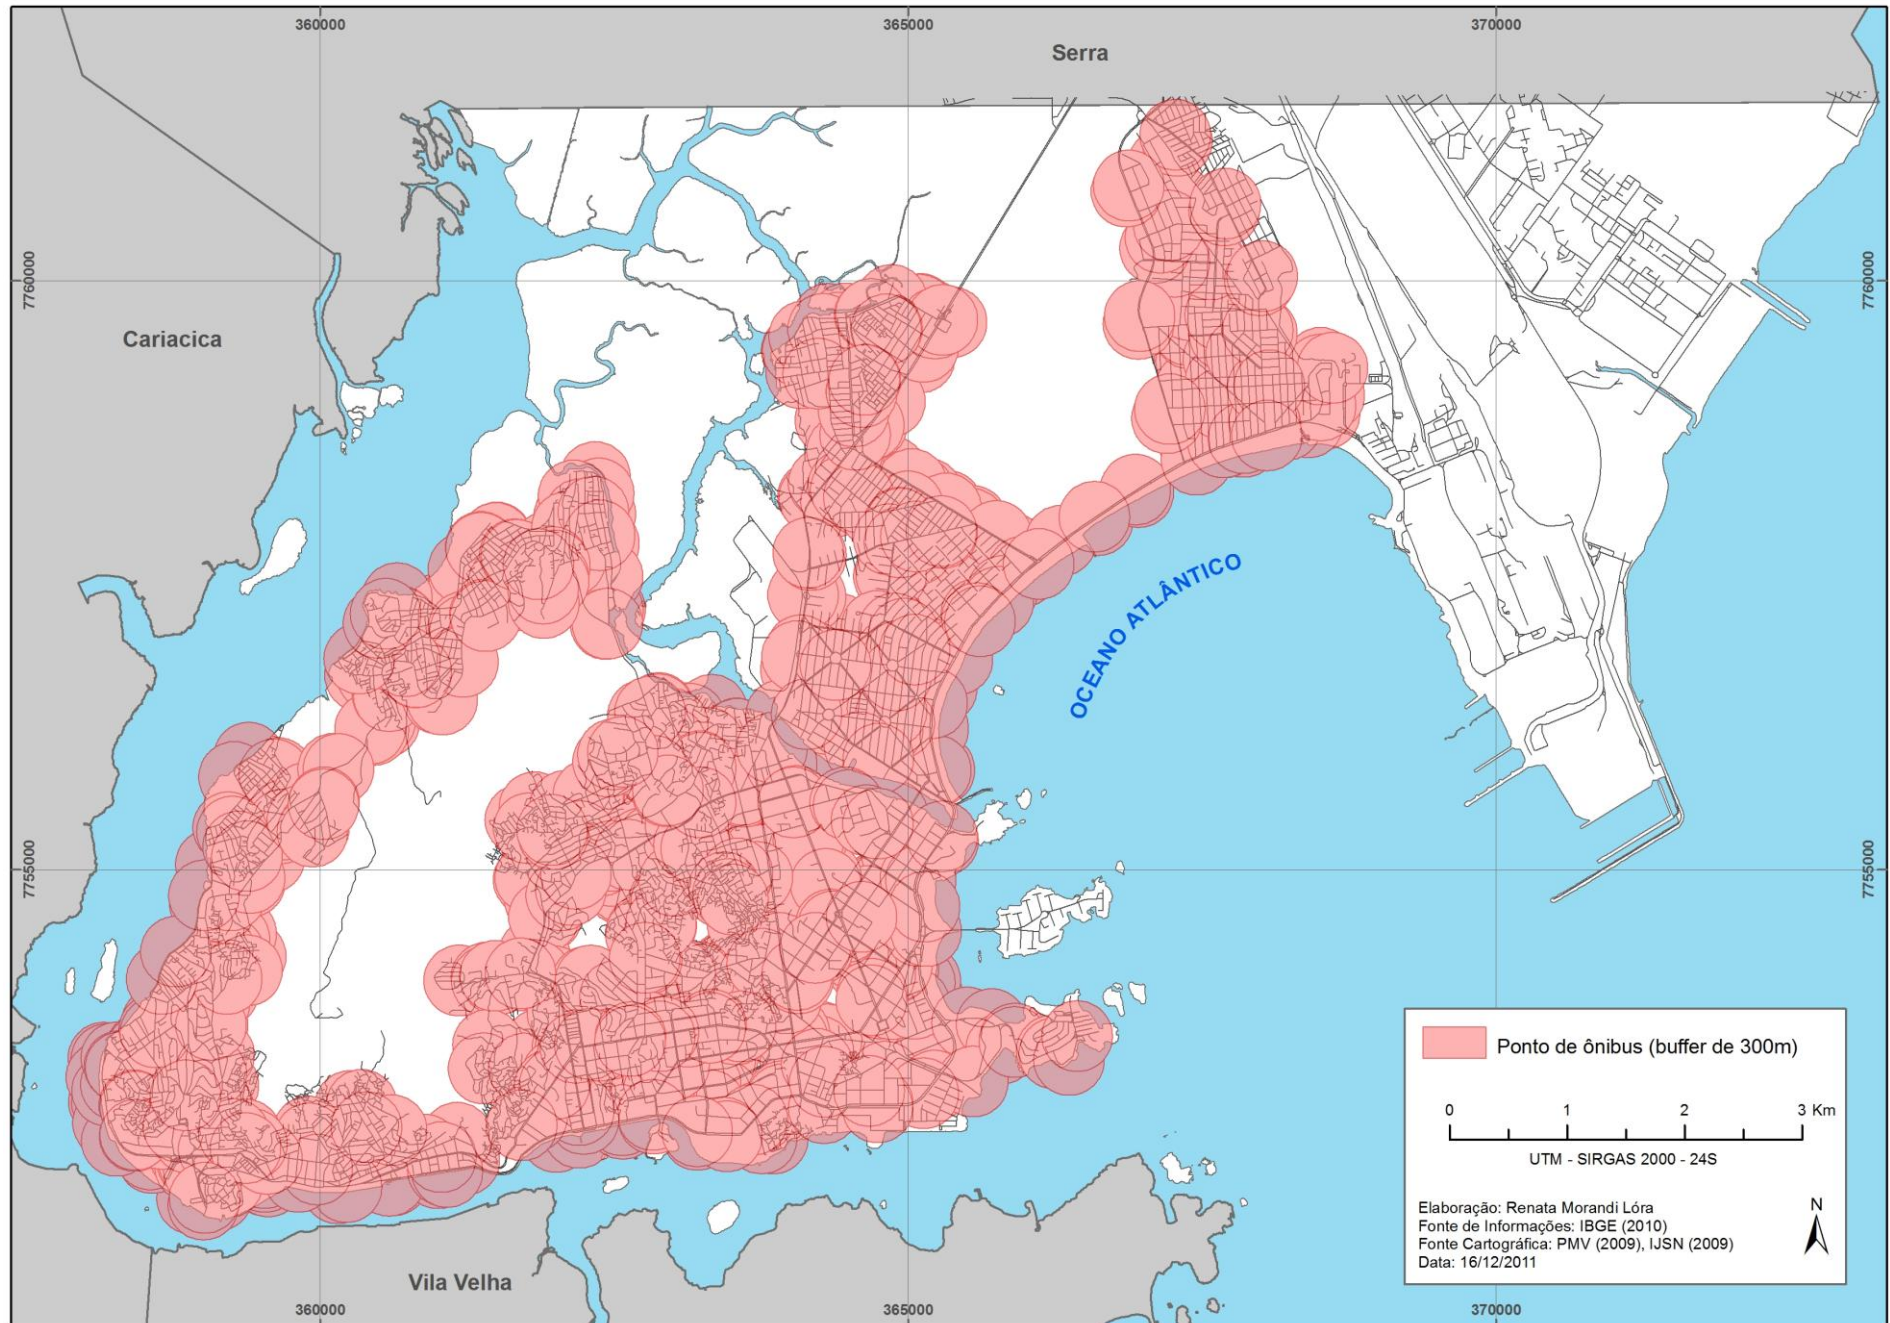 360000
365000
370000
Serra
7760000
7760000
Cariacica
OCEANO ATLÂNTICO
7755000
7755000
Ponto de ônibus (buffer de 300m)
0 1 2 3 Km
UTM - SIRGAS 2000 - 24S
Elaboração: Renata Morandi Lóra
Fonte de Informações: IBGE (2010)
Fonte Cartográfica: PMV (2009), IJSN (2009)
Data: 16/12/2011
N
Vila Velha
360000
365000
370000